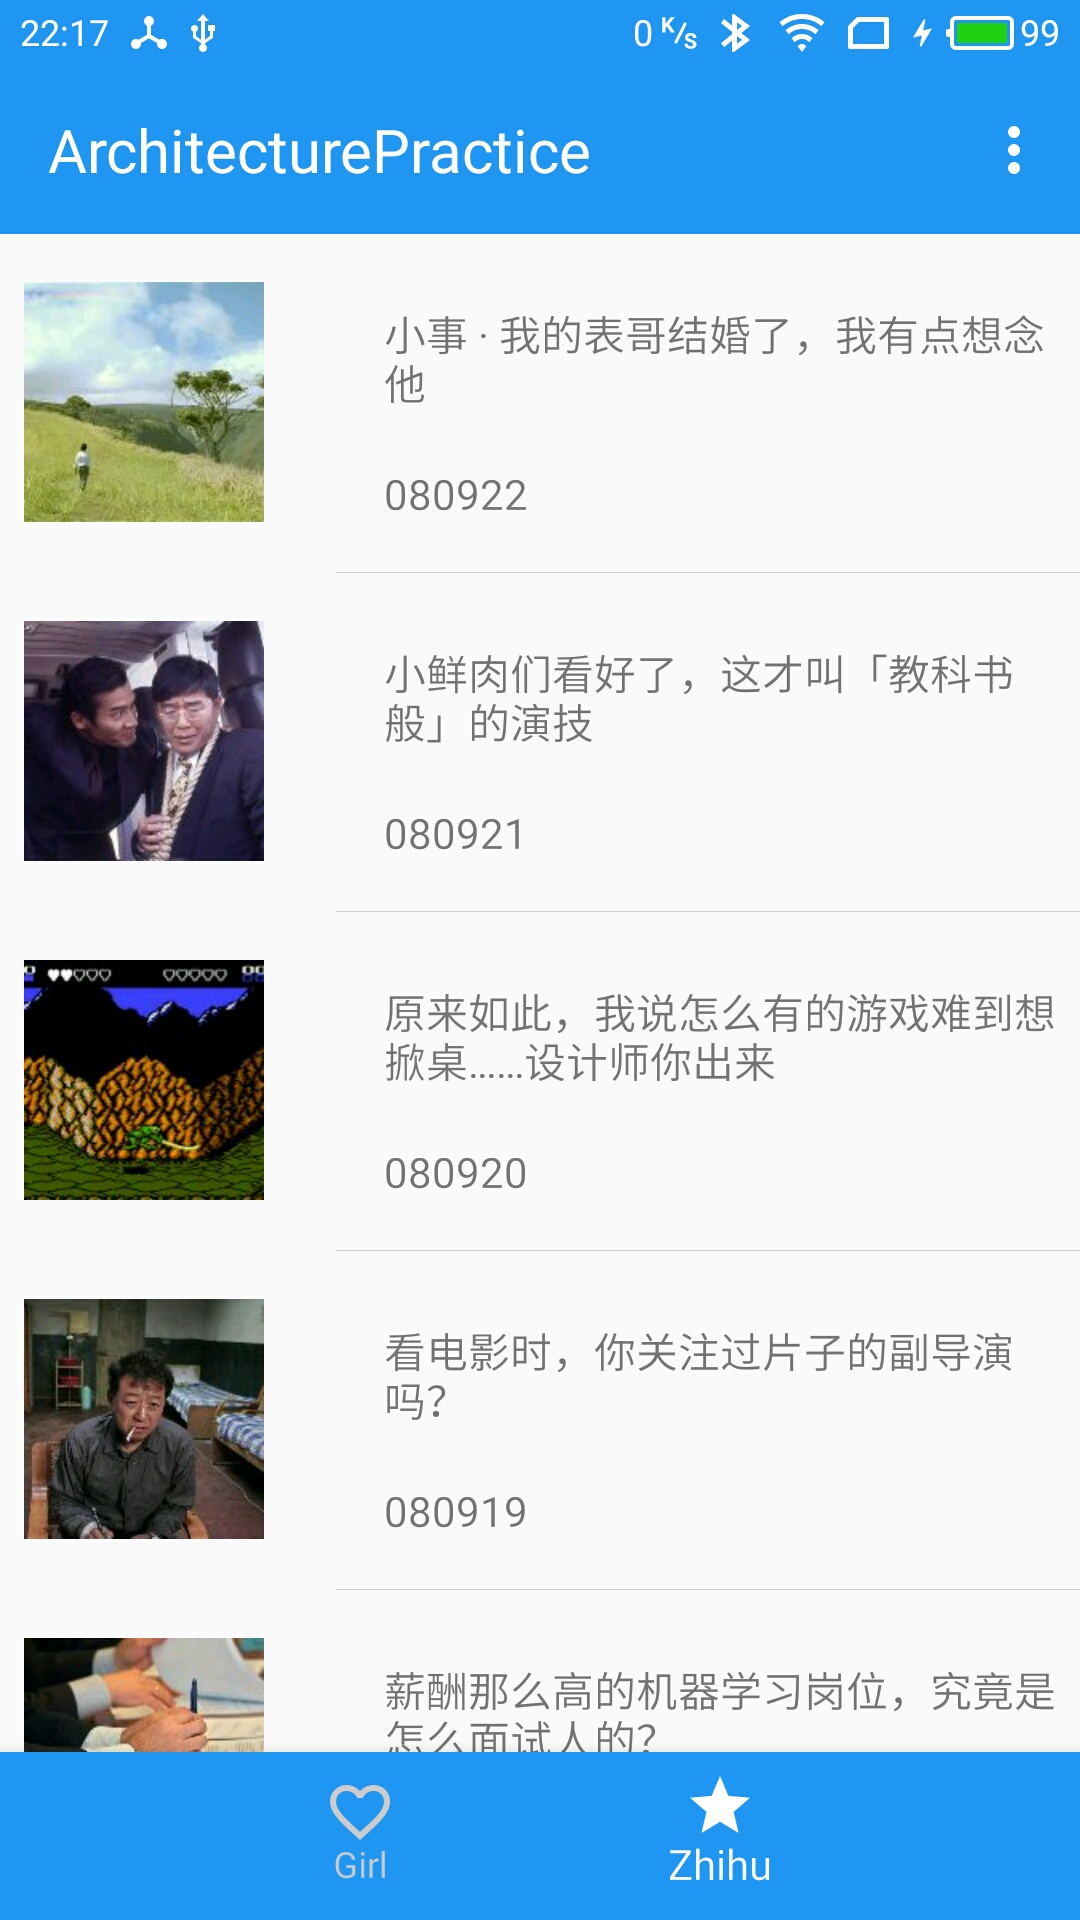 22:17
0 K/s
99
ArchitecturePractice
小事 · 我的表哥结婚了，我有点想念
他
080922
小鲜肉们看好了，这才叫「教科书
般」的演技
080921
原来如此，我说怎么有的游戏难到想
掀桌……设计师你出来
080920
看电影时，你关注过片子的副导演
吗？
080919
薪酬那么高的机器学习岗位，究竟是
怎么面试人的？
Girl
Zhihu